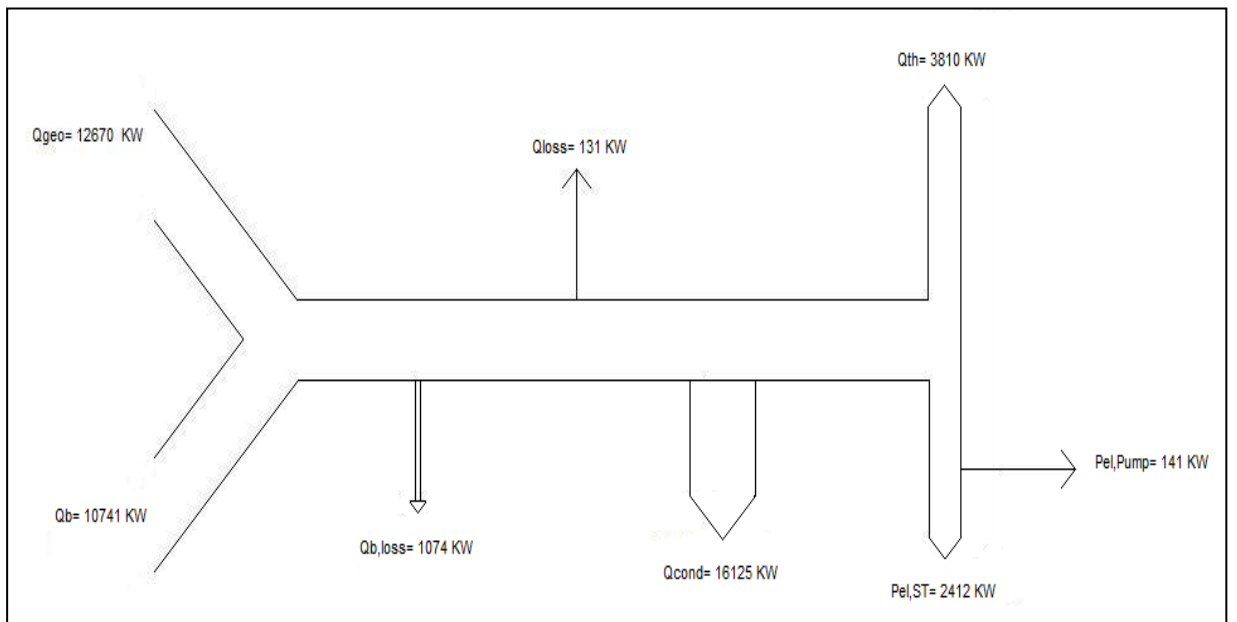 Qth= 3810 KW
Qgeo= 12670 KW
Qloss= 131 KW
Pel,Pump= 141 KW
Qb= 10741 KW
Qb,loss= 1074 KW
Qcond= 16125 KW
Pel,ST= 2412 KW